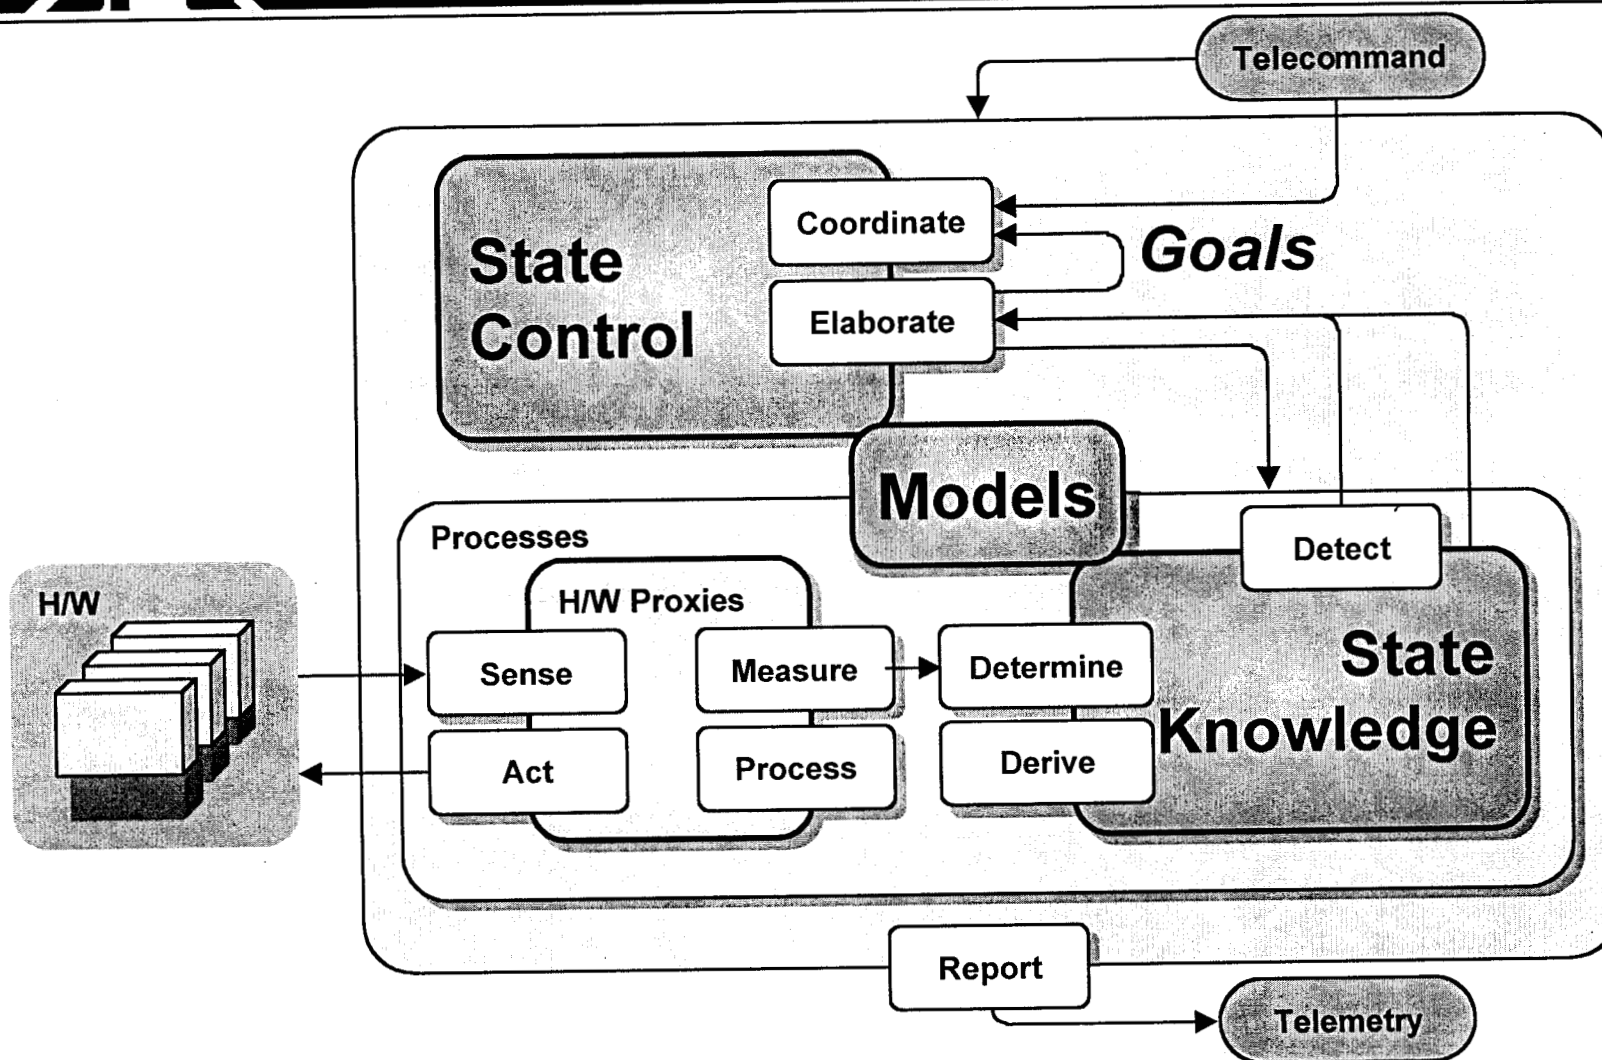 Telecommand
Coordinate
Goals
State
Control
Elaborate
Models
Processes
Detect
H/W
H/W Proxies
Sense
Measure
Determine
State
Knowledge
Act
Process
Derive
Report
Telemetry